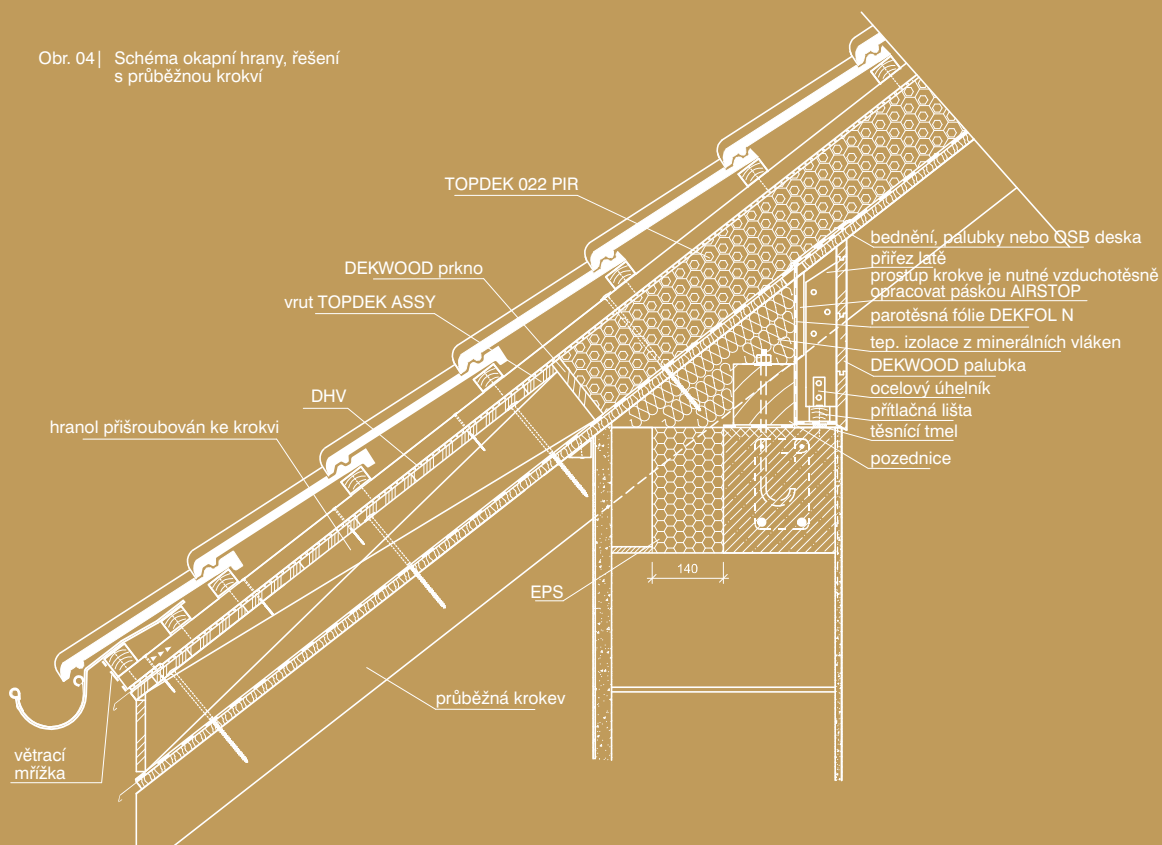 Obr. 04| Schéma okapní hrany, řešení
s průběžnou krokví
TOPDEK 022 PIR
DEKWOOD prkno
vrut TOPDEK ASSY
DHV
hranol přišroubován ke krokvi
bednění, palubky nebo OSB deska
přířez latě
prostup krokve je nutné vzduchotěsně
opracovat páskou AIRSTOP
parotěsná fólie DEKFOL N
tep. izolace z minerálních vláken
DEKWOOD palubka
ocelový úhelník
přítlačná lišta
těsnící tmel
pozednice
140
EPS
průběžná krokev
větrací
mřížka